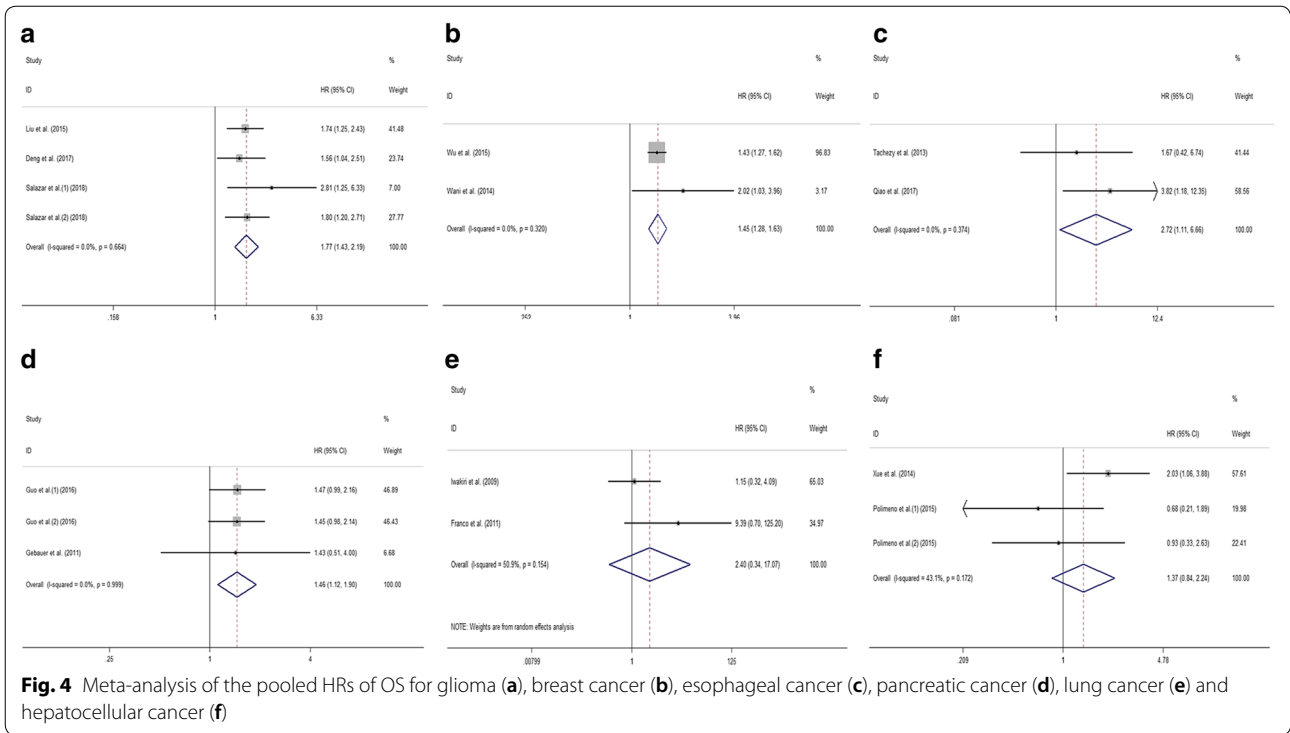 a
Study %
ID HR (95% CI) Weight
Liu et al. (2015) 1.74 (1.25, 2.43) 41.48
Deng et al. (2017) 1.56 (1.04, 2.51) 23.74
Salazar et al.(1) (2018) 2.81 (1.25, 6.33) 7.00
Salazar et al.(2) (2018) 1.80 (1.20, 2.71) 27.77
Overall (I-squared = 0.0%, p = 0.664) 1.77 (1.43, 2.19) 100.00
.158 1 6.33
b
Study %
ID HR (95% CI) Weight
Wu et al. (2015) 1.43 (1.27, 1.62) 96.83
Wani et al. (2014) 2.02 (1.03, 3.96) 3.17
Overall (I-squared = 0.0%, p = 0.320) 1.45 (1.28, 1.63) 100.00
.252 1 3.96
c
Study %
ID HR (95% CI) Weight
Tachezy et al. (2013) 1.67 (0.42, 6.74) 41.44
Qiao et al. (2017) 3.82 (1.18, 12.35) 58.56
Overall (I-squared = 0.0%, p = 0.374) 2.72 (1.11, 6.66) 100.00
.081 1 12.4
d
Study %
ID HR (95% CI) Weight
Guo et al.(1) (2016) 1.47 (0.99, 2.16) 46.89
Guo et al.(2) (2016) 1.45 (0.98, 2.14) 46.43
Gebauer et al. (2011) 1.43 (0.51, 4.00) 6.68
Overall (I-squared = 0.0%, p = 0.999) 1.46 (1.12, 1.90) 100.00
.25 1 4
e
Study %
ID HR (95% CI) Weight
Iwakiri et al. (2009) 1.15 (0.32, 4.09) 65.03
Franco et al. (2011) 9.39 (0.70, 125.20) 34.97
Overall (I-squared = 50.9%, p = 0.154) 2.40 (0.34, 17.07) 100.00
NOTE: Weights are from random effects analysis
.00799 1 125
f
Study %
ID HR (95% CI) Weight
Xue et al. (2014) 2.03 (1.06, 3.88) 57.61
Polimeno et al.(1) (2015) 0.68 (0.21, 1.89) 19.98
Polimeno et al.(2) (2015) 0.93 (0.33, 2.63) 22.41
Overall (I-squared = 43.1%, p = 0.172) 1.37 (0.84, 2.24) 100.00
.209 1 4.78
Fig. 4 Meta-analysis of the pooled HRs of OS for glioma (a), breast cancer (b), esophageal cancer (c), pancreatic cancer (d), lung cancer (e) and
hepatocellular cancer (f)